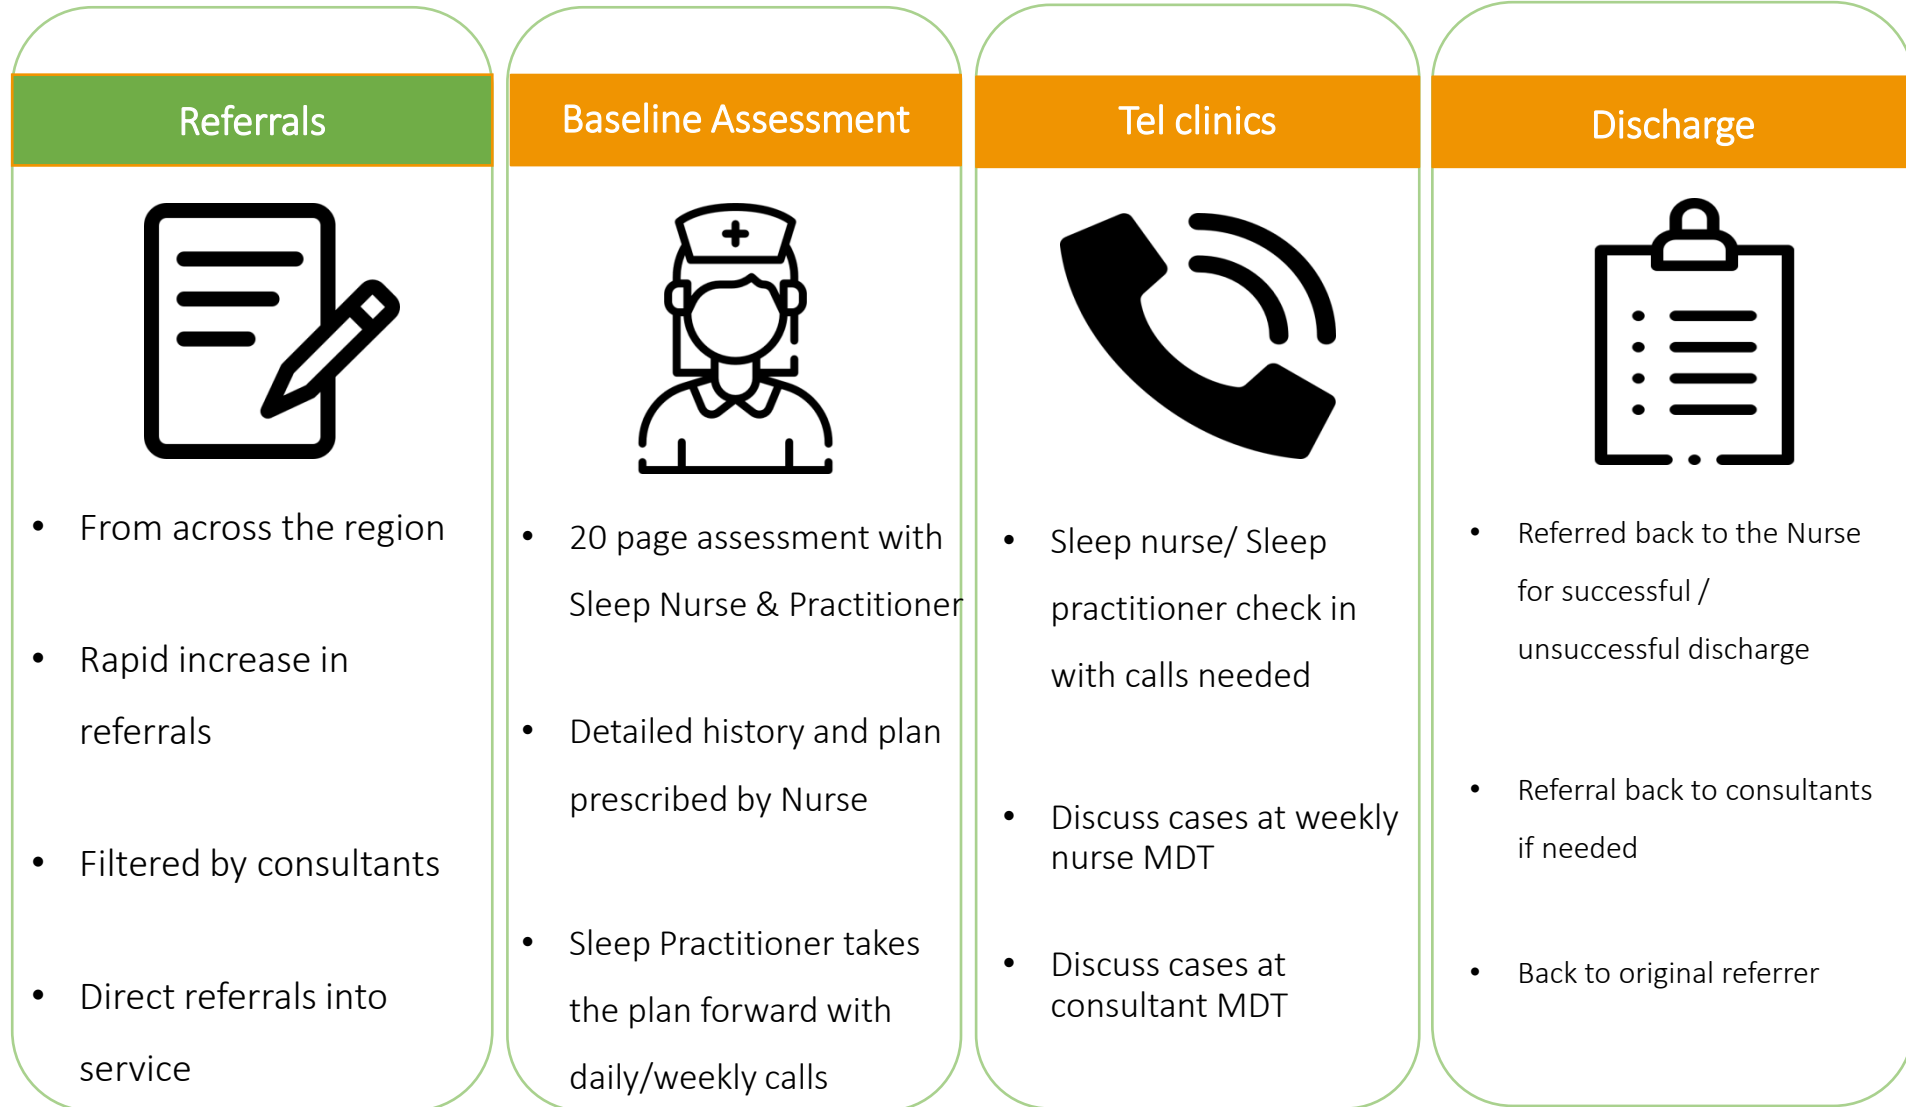 Referrals
• From across the region
• Rapid increase in
referrals
• Filtered by consultants
• Direct referrals into
service
Baseline Assessment
• 20 page assessment with
Sleep Nurse & Practitioner
• Detailed history and plan
prescribed by Nurse
• Sleep Practitioner takes
the plan forward with
daily/weekly calls
Tel clinics
• Sleep nurse/ Sleep
practitioner check in
with calls needed
• Discuss cases at weekly
nurse MDT
• Discuss cases at
consultant MDT
Discharge
• Referred back to the Nurse
for successful /
unsuccessful discharge
• Referral back to consultants
if needed
• Back to original referrer